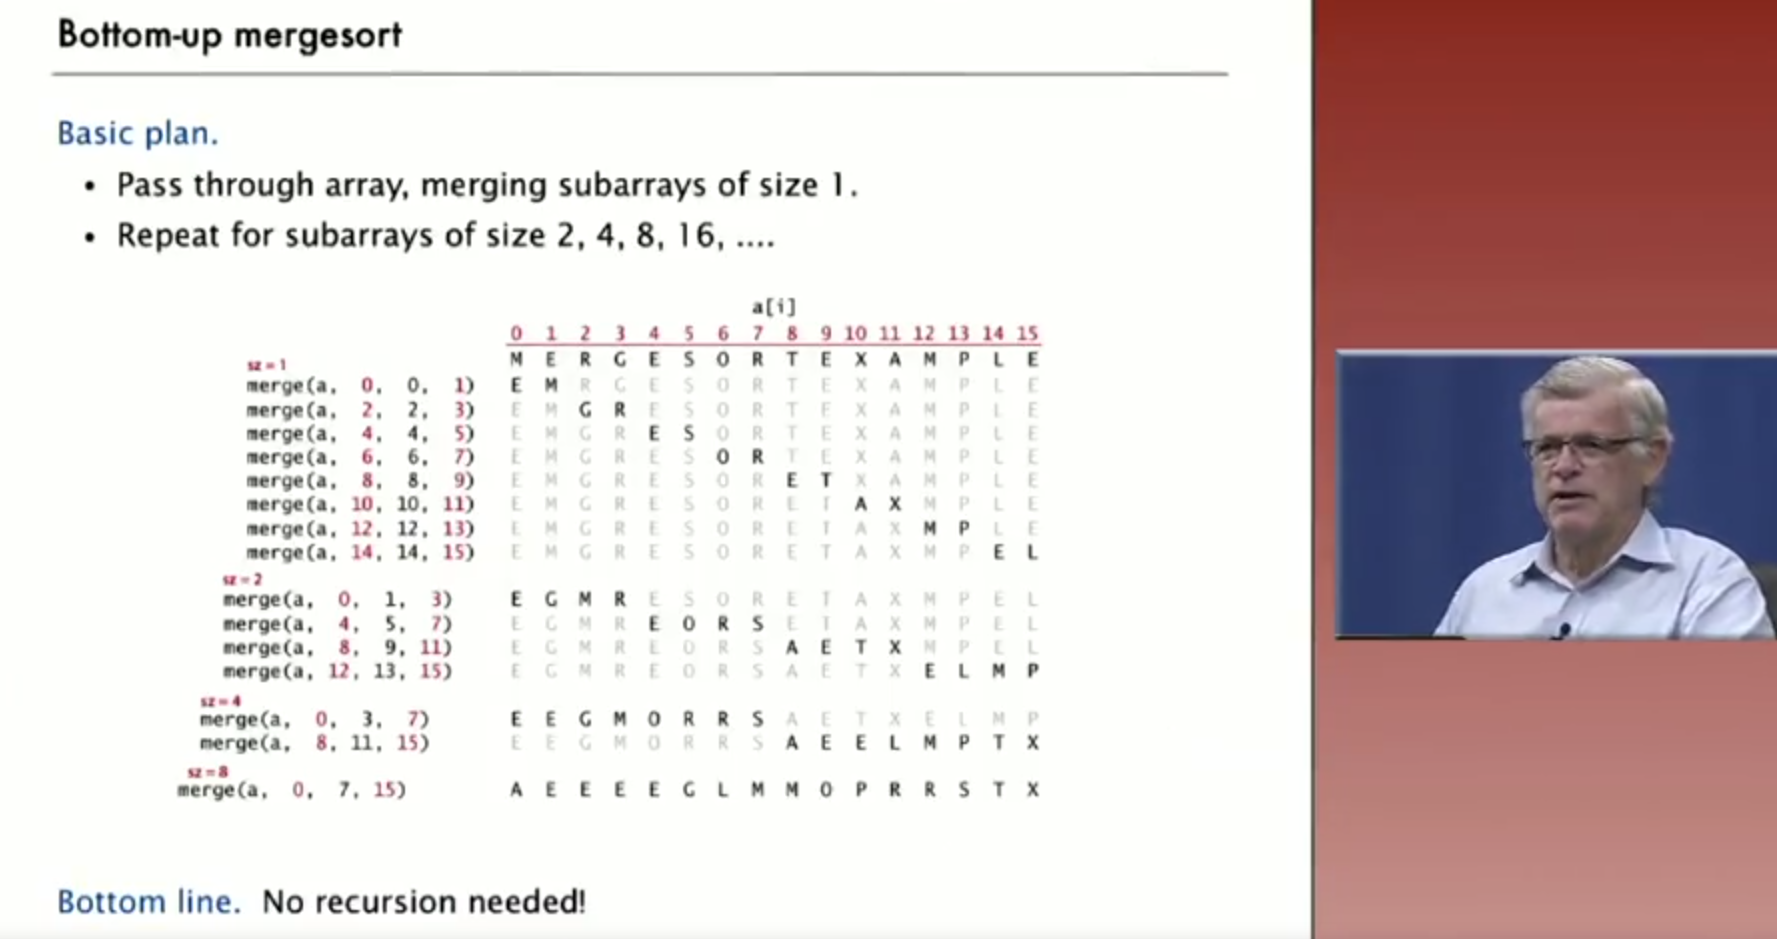 Bottom-up mergesort
Basic plan.
• Pass through array, merging subarrays of size 1.
• Repeat for subarrays of size 2, 4, 8, 16, ....
a[i]
0 1 2 3 4 5 6 7 8 9 10 11 12 13 14 15
M E R G E S O R T E X A M P L E
sz = 1
merge(a, 0, 0, 1) E M R G E S O R T E X A M P L E
merge(a, 2, 2, 3) E M G R E S O R T E X A M P L E
merge(a, 4, 4, 5) E M G R E S O R T E X A M P L E
merge(a, 6, 6, 7) E M G R E S O R T E X A M P L E
merge(a, 8, 8, 9) E M G R E S O R E T X A M P L E
merge(a, 10, 10, 11) E M G R E S O R E T A X M P L E
merge(a, 12, 12, 13) E M G R E S O R E T A X M P L E
merge(a, 14, 14, 15) E M G R E S O R E T A X M P E L
sz = 2
merge(a, 0, 1, 3) E G M R E S O R E T A X M P E L
merge(a, 4, 5, 7) E G M R E O R S E T A X M P E L
merge(a, 8, 9, 11) E G M R E O R S A E T X M P E L
merge(a, 12, 13, 15) E G M R E O R S A E T X E L M P
sz = 4
merge(a, 0, 3, 7) E E G M O R R S A E T X E L M P
merge(a, 8, 11, 15) E E G M O R R S A E E L M P T X
sz = 8
merge(a, 0, 7, 15) A E E E E G L M M O P R R S T X
Bottom line. No recursion needed!